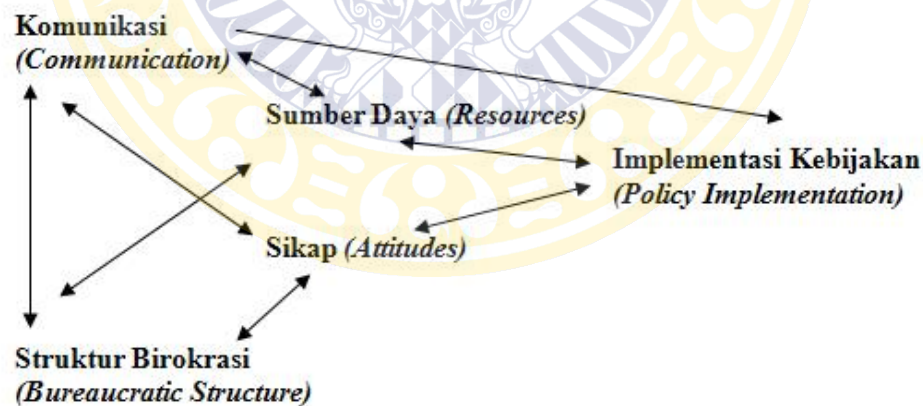 Komunikasi
(Communication)
Sumber Daya (Resources)
Implementasi Kebijakan
(Policy Implementation)
Sikap (Attitudes)
Struktur Birokrasi
(Bureaucratic Structure)